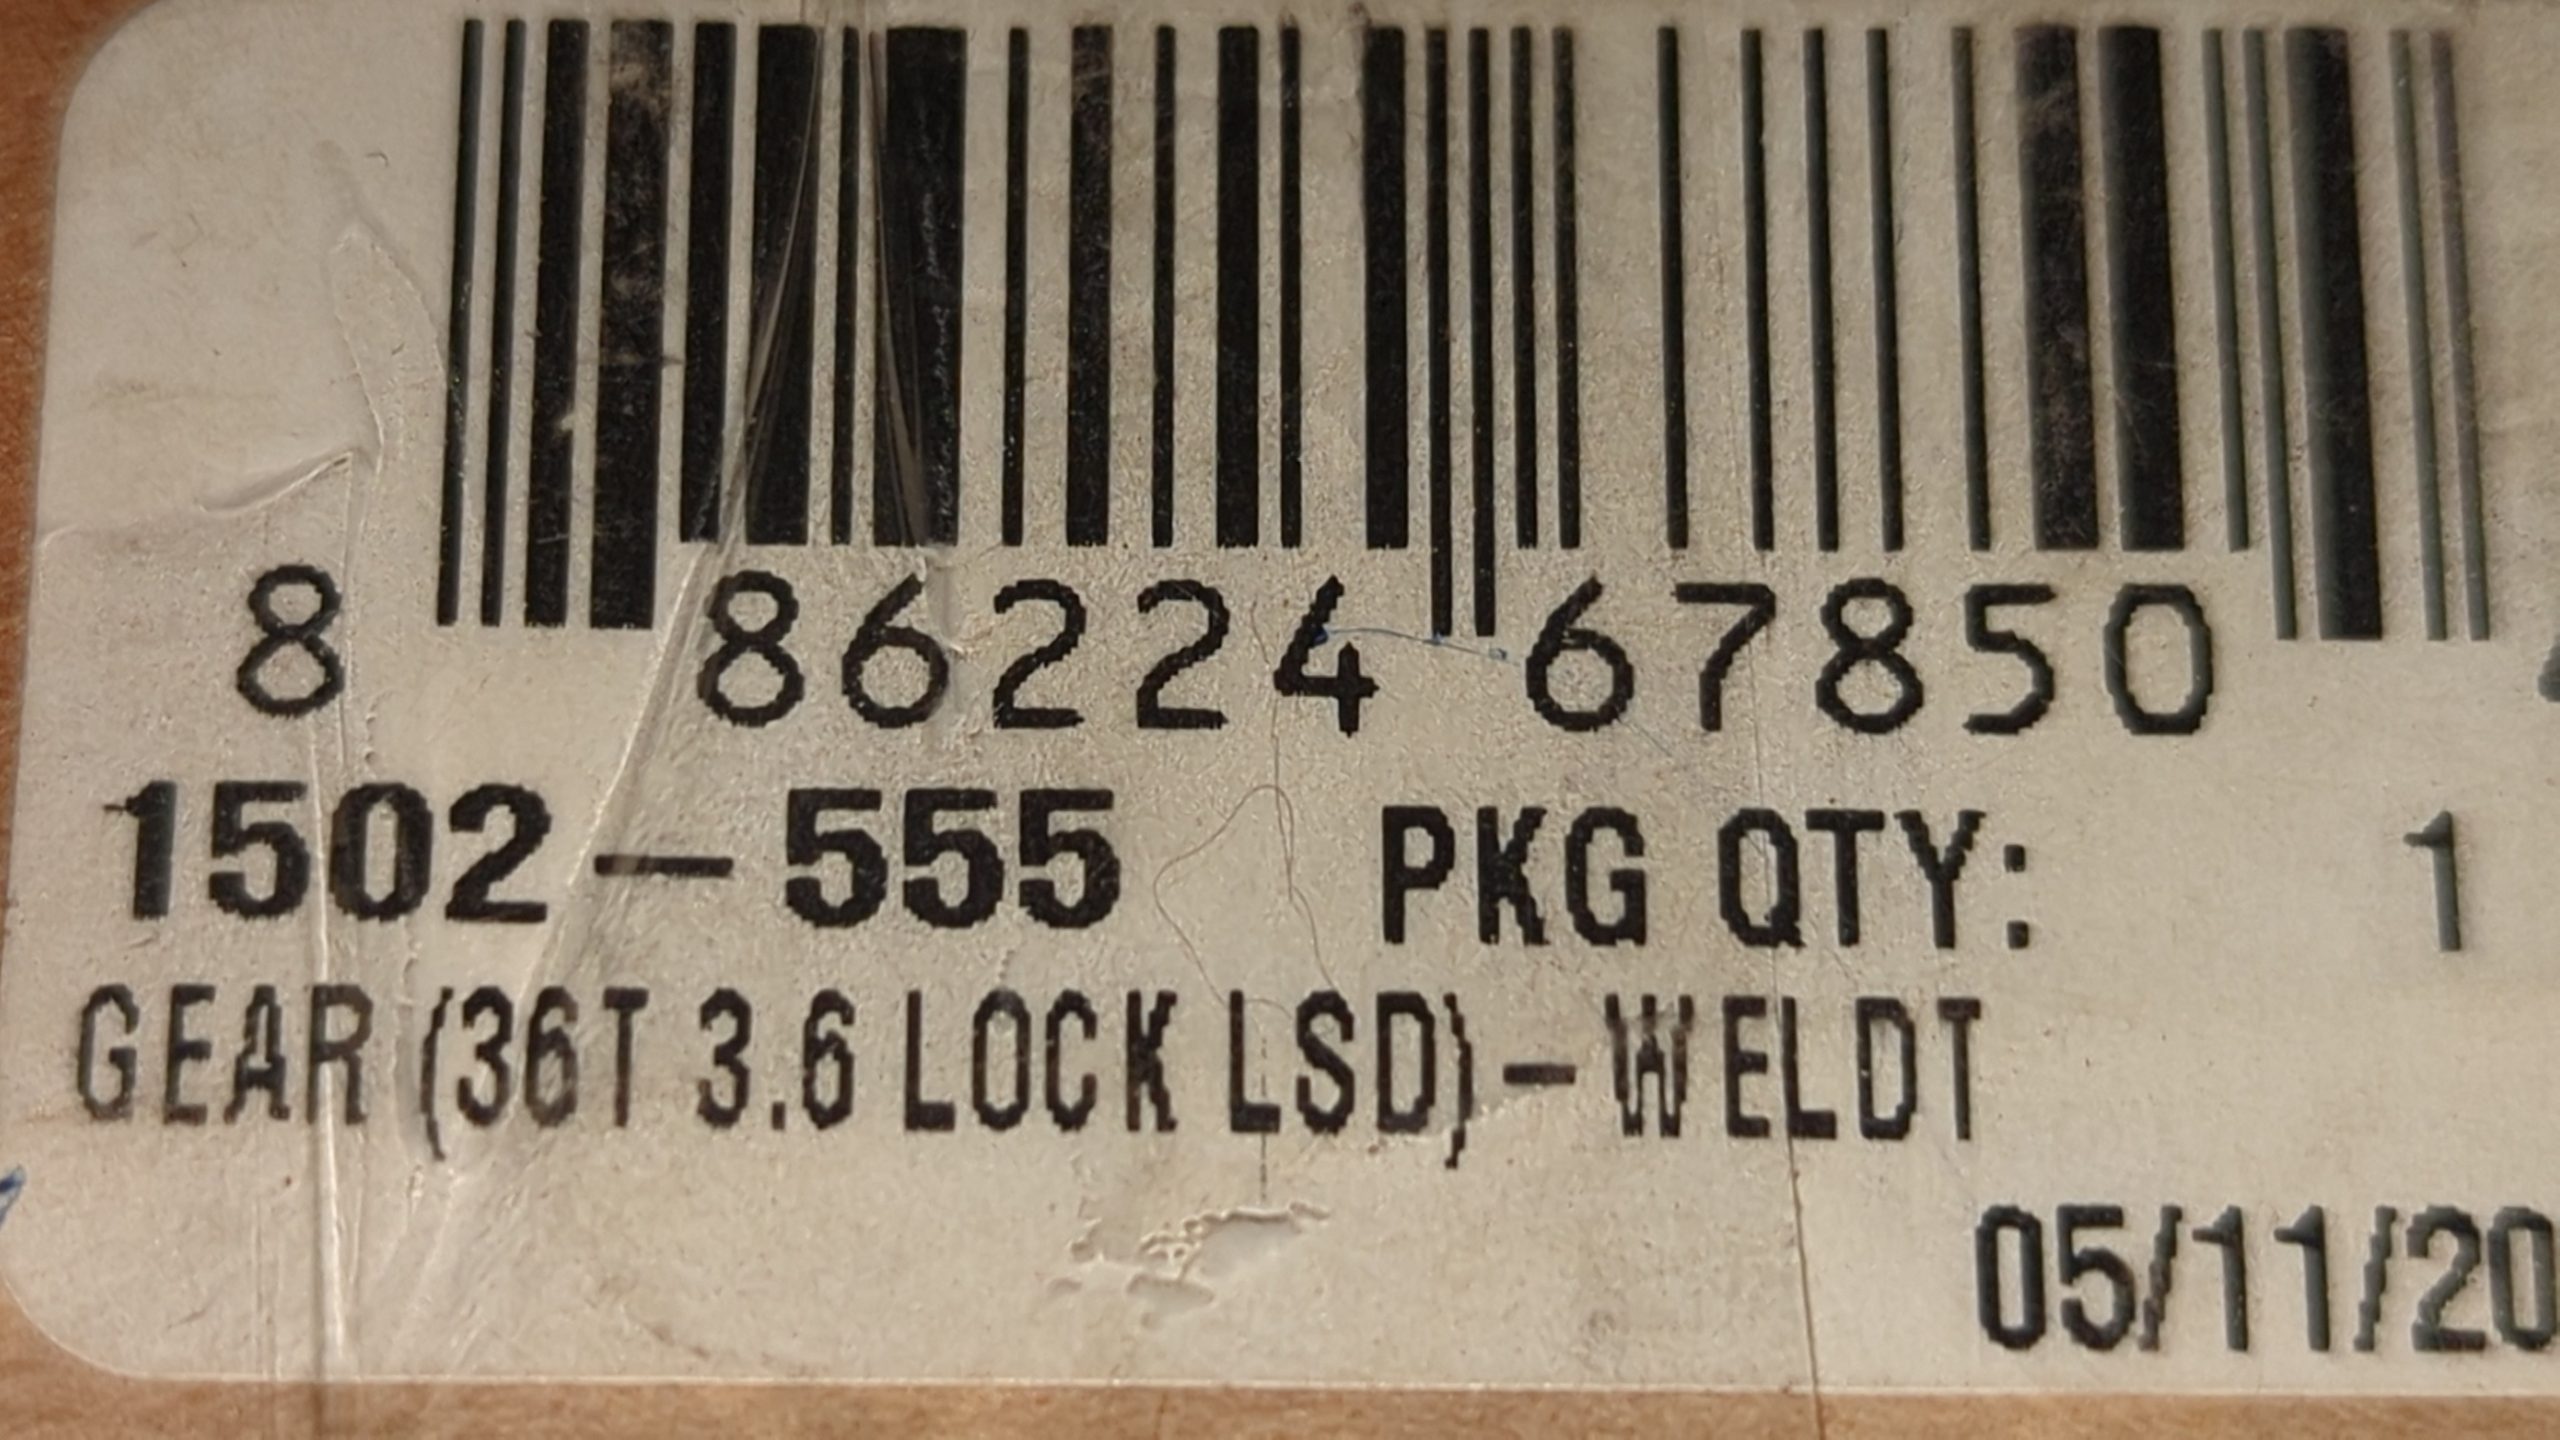 8 86224 67850
1502-555 PKG QTY: 1
GEAR (36T 3.6 LOCK LSD)-WELDT
05/11/20